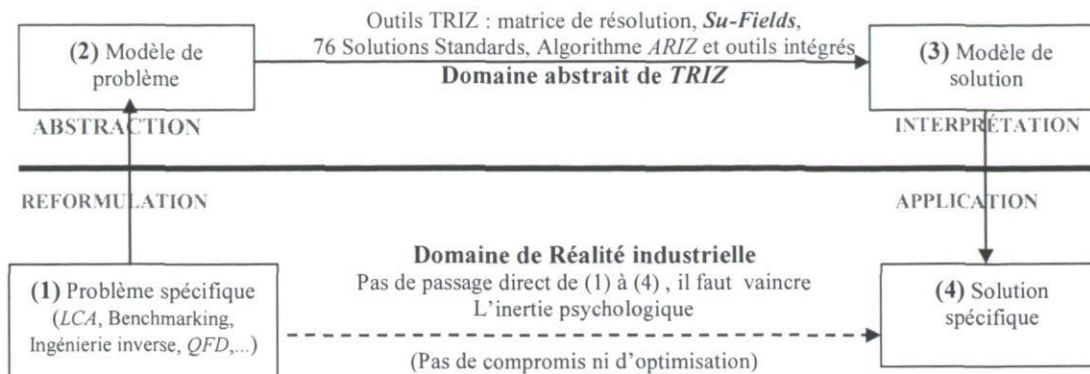 Outils TRIZ : matrice de résolution, Su-Fields,
76 Solutions Standards, Algorithme ARIZ et outils intégrés
Domaine abstrait de TRIZ
(2) Modèle de
problème
(3) Modèle de
solution
ABSTRACTION
INTERPRÉTATION
REFORMULATION
APPLICATION
Domaine de Réalité industrielle
Pas de passage direct de (1) à (4) , il faut vaincre
L'inertie psychologique
(Pas de compromis ni d'optimisation)
(1) Problème spécifique
(LCA, Benchmarking,
Ingénierie inverse, QFD,...)
(4) Solution
spécifique